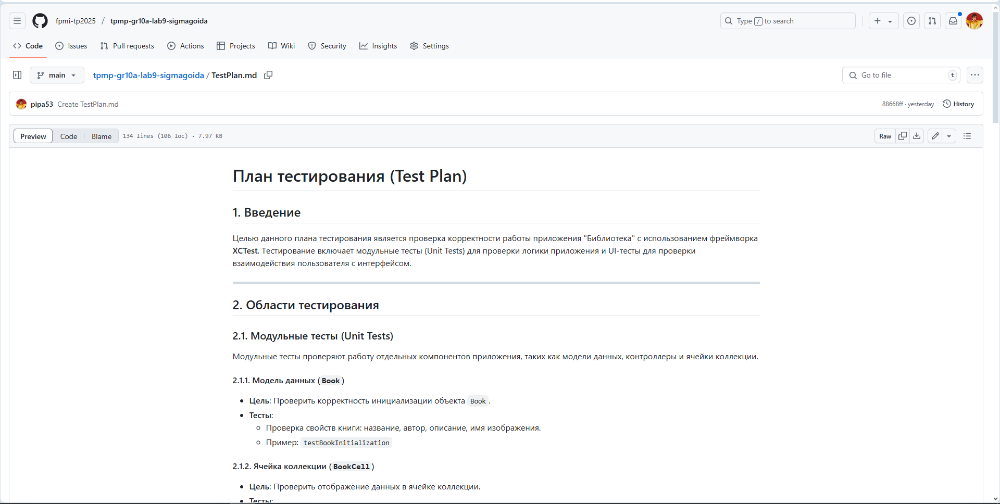 fpmi-tp2025 / tpmp-gr10a-lab9-sigmagoida
Type / to search
Code Issues Pull requests Actions Projects Wiki Security Insights Settings
main tpmp-gr10a-lab9-sigmagoida / TestPlan.md
Go to file t
pipa53 Create TestPlan.md
88668ff · yesterday History
Preview Code Blame 134 lines (106 loc) · 7.97 KB
Raw
План тестирования (Test Plan)
1. Введение
Целью данного плана тестирования является проверка корректности работы приложения "Библиотека" с использованием фреймворка
XCTest. Тестирование включает модульные тесты (Unit Tests) для проверки логики приложения и UI-тесты для проверки
взаимодействия пользователя с интерфейсом.
2. Области тестирования
2.1. Модульные тесты (Unit Tests)
Модульные тесты проверяют работу отдельных компонентов приложения, таких как модели данных, контроллеры и ячейки коллекции.
2.1.1. Модель данных ( Book )
Цель: Проверить корректность инициализации объекта Book .
Тесты:
Проверка свойств книги: название, автор, описание, имя изображения.
Пример: testBookInitialization
2.1.2. Ячейка коллекции ( BookCell )
Цель: Проверить отображение данных в ячейке коллекции.
Тесты: